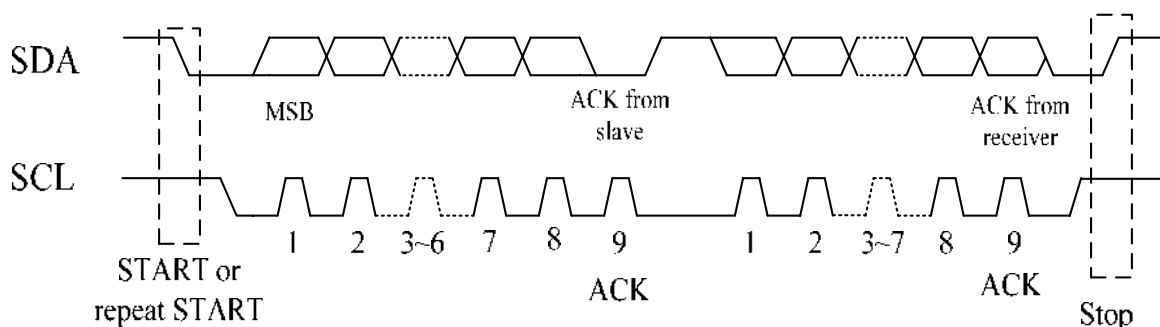 SDA
MSB
ACK from
slave
ACK from
receiver
SCL
1 2 3~6 7 8 9 1 2 3~7 8 9
START or
repeat START
ACK
ACK
Stop